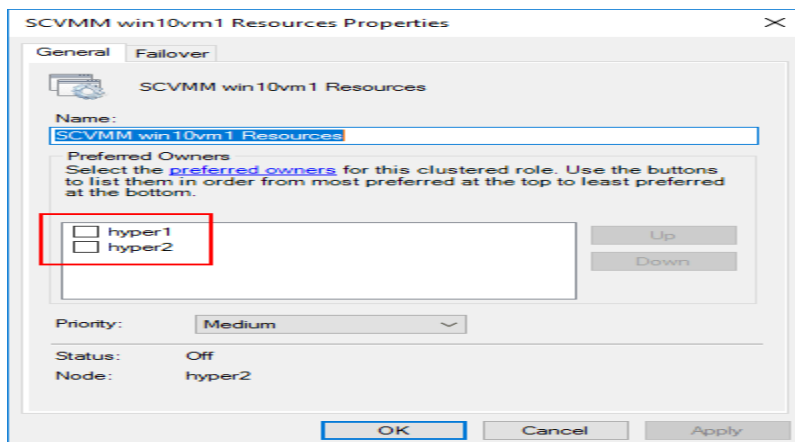 SCVMM win10vm1 Resources Properties
General Failover
SCVMM win10vm1 Resources
Name:
SCVMM win10vm1 Resources
Preferred Owners
Select the preferred owners for this clustered role. Use the buttons
to list them in order from most preferred at the top to least preferred
at the bottom.
hyper1
hyper2
Up
Down
Priority: Medium
Status: Off
Node: hyper2
OK Cancel Apply